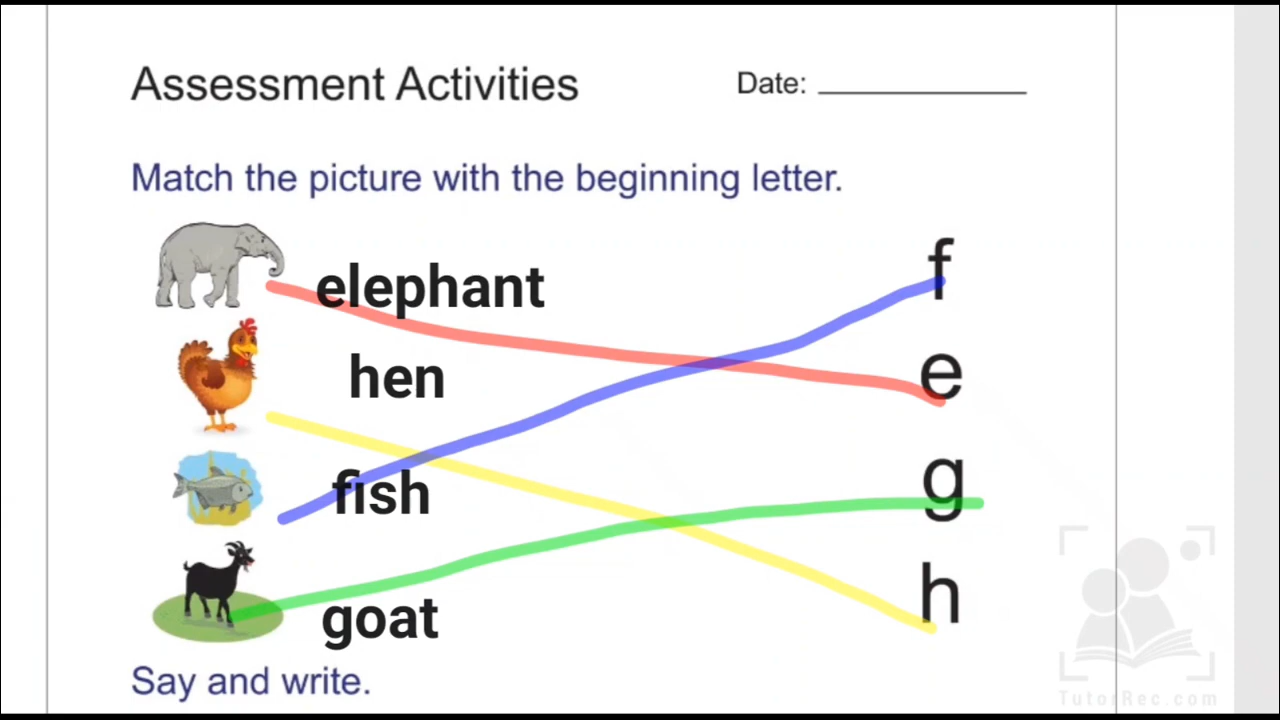 Assessment Activities Date: ____________
Match the picture with the beginning letter.
elephant f
hen e
fish g
goat h
Say and write.
TutorRec.com